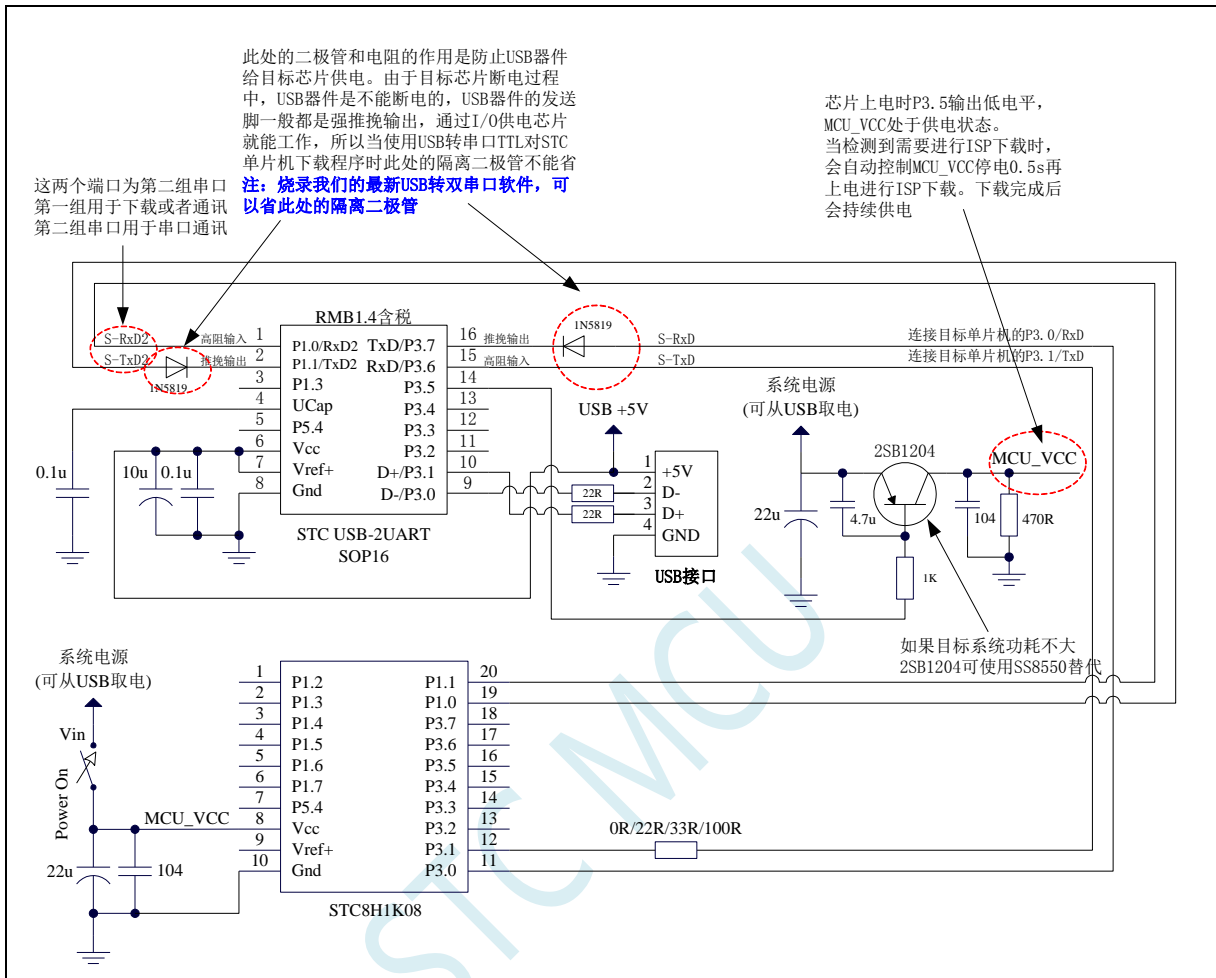 此处的二极管和电阻的作用是防止USB器件
给目标芯片供电。由于目标芯片断电过程
中,USB器件是不能断电的,USB器件的发送
脚一般都是强推挽输出,通过I/O供电芯片
就能工作,所以当使用USB转串口TTL对STC
单片机下载程序时此处的隔离二极管不能省
注:烧录我们的最新USB转双串口软件,可
以省此处的隔离二极管
这两个端口为第二组串口
第一组用于下载或者通讯
第二组串口用于串口通讯
芯片上电时P3.5输出低电平,
MCU_VCC处于供电状态。
当检测到需要进行ISP下载时,
会自动控制MCU_VCC停电0.5s再
上电进行ISP下载。下载完成后
会持续供电
RMB1.4含税
S-RxD2
高阻输入
1
P1.0/RxD2
TxD/P3.7
16
推挽输出
1N5819
S-RxD
连接目标单片机的P3.0/RxD
S-TxD2
1N5819
推挽输出
2
P1.1/TxD2
RxD/P3.6
15
高阻输入
S-TxD
连接目标单片机的P3.1/TxD
3
P1.3
P3.5
14
4
UCap
P3.4
13
5
P5.4
P3.3
12
6
Vcc
P3.2
11
7
Vref+
D+/P3.1
10
8
Gnd
D-/P3.0
9
STC USB-2UART
SOP16
0.1u
10u
0.1u
USB +5V
1
+5V
2
D-
3
D+
4
GND
22R
22R
USB接口
系统电源
(可从USB取电)
2SB1204
MCU_VCC
22u
4.7u
104
470R
1K
如果目标系统功耗不大
2SB1204可使用SS8550替代
系统电源
(可从USB取电)
Vin
Power On
MCU_VCC
22u
104
1
P1.2
P1.1
20
2
P1.3
P1.0
19
3
P1.4
P3.7
18
4
P1.5
P3.6
17
5
P1.6
P3.5
16
6
P1.7
P3.4
15
7
P5.4
P3.3
14
8
Vcc
P3.2
13
9
Vref+
P3.1
12
10
Gnd
P3.0
11
STC8H1K08
0R/22R/33R/100R
STC MCU